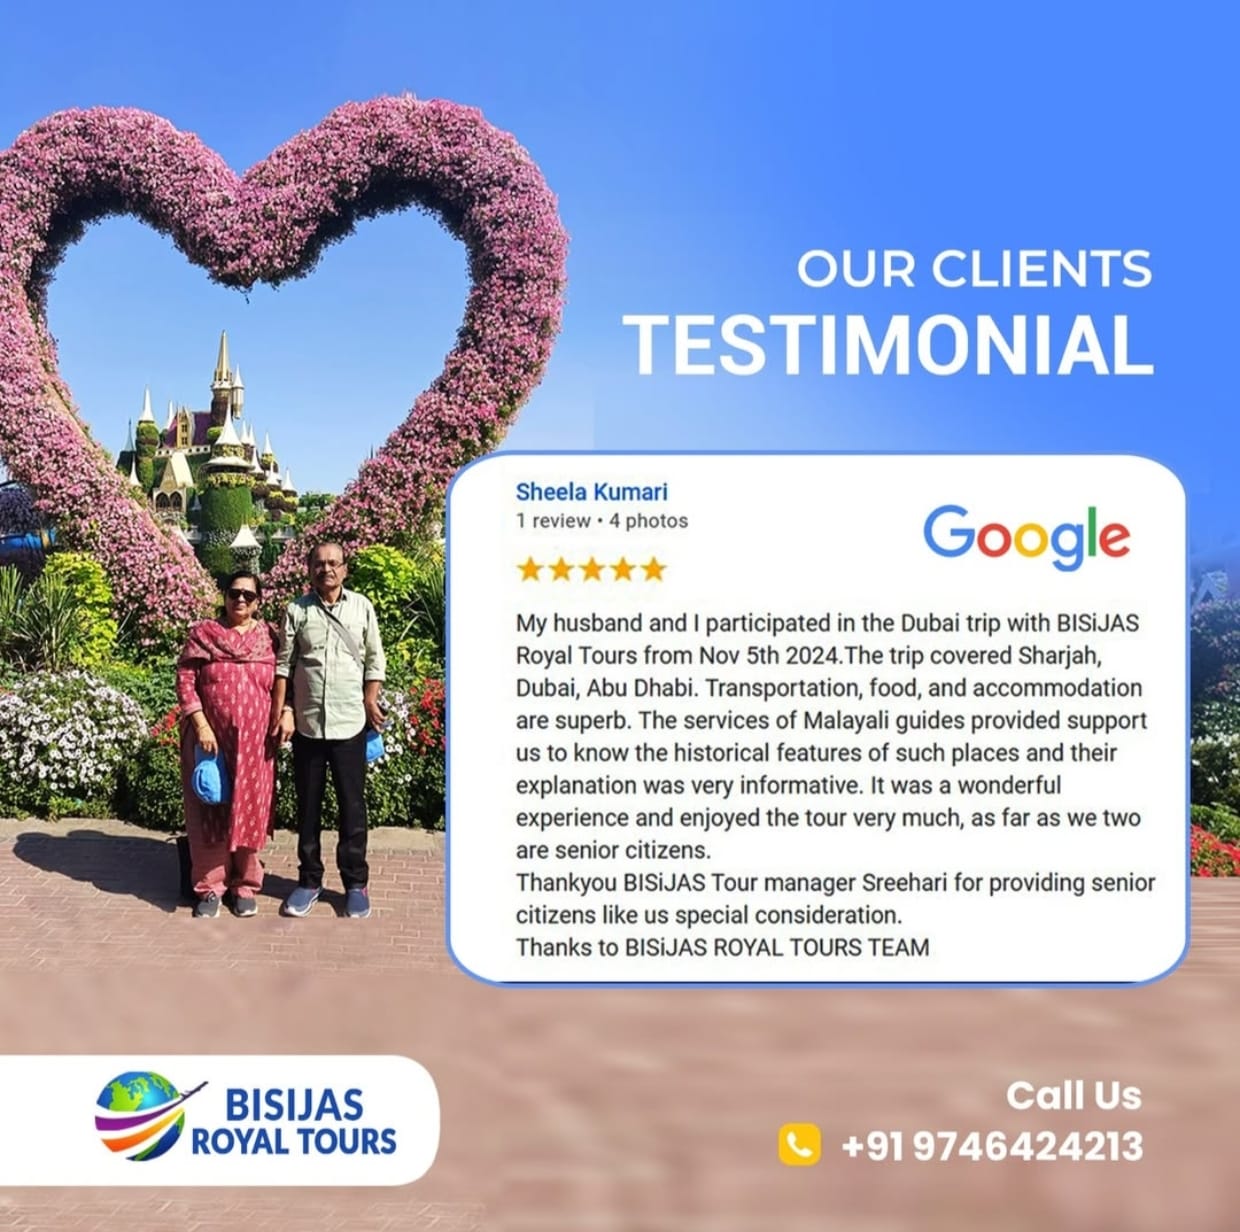 OUR CLIENTS
TESTIMONIAL
Sheela Kumari
1 review • 4 photos
Google
My husband and I participated in the Dubai trip with BISiJAS
Royal Tours from Nov 5th 2024.The trip covered Sharjah,
Dubai, Abu Dhabi. Transportation, food, and accommodation
are superb. The services of Malayali guides provided support
us to know the historical features of such places and their
explanation was very informative. It was a wonderful
experience and enjoyed the tour very much, as far as we two
are senior citizens.
Thankyou BISiJAS Tour manager Sreehari for providing senior
citizens like us special consideration.
Thanks to BISiJAS ROYAL TOURS TEAM
BISIJAS
ROYAL TOURS
Call Us
+91 9746424213